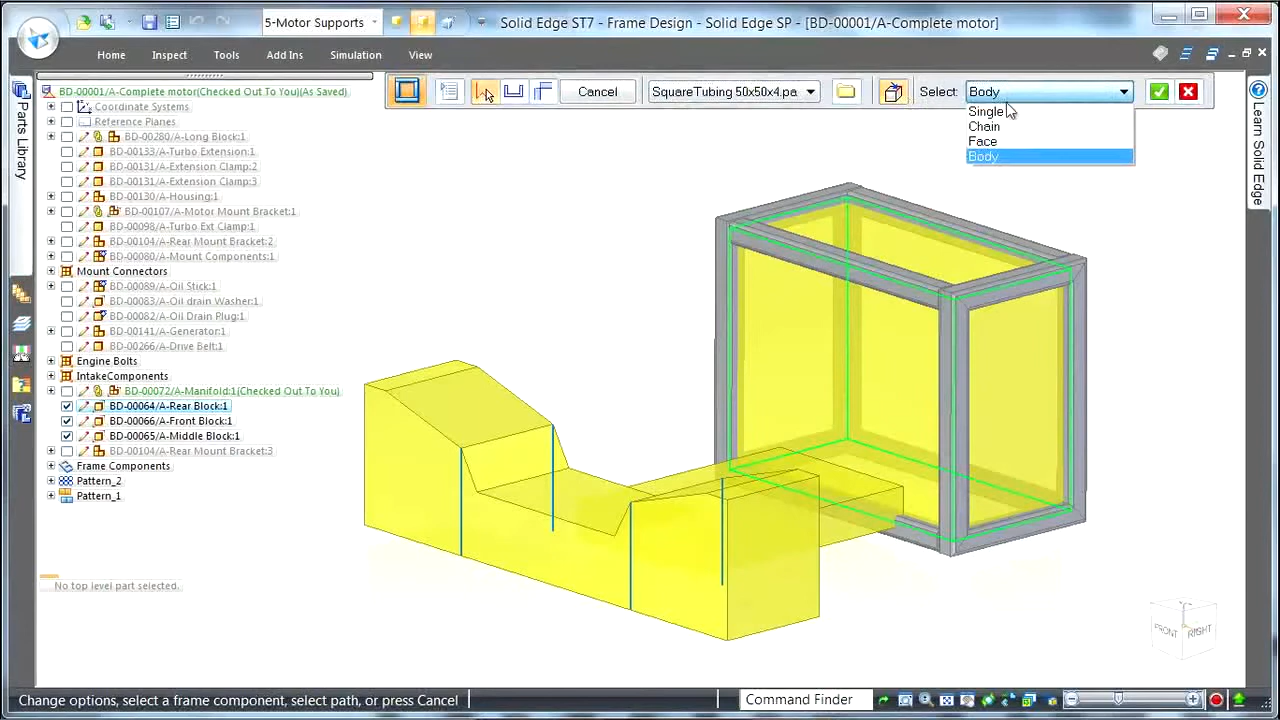 5-Motor Supports
Solid Edge ST7 - Frame Design - Solid Edge SP - [BD-00001/A-Complete motor]
Home
Inspect
Tools
Add Ins
Simulation
View
Cancel
SquareTubing 50x50x4.pa
Select:
Body
Single
Chain
Face
Body
Parts Library
Learn Solid Edge
BD-00001/A-Complete motor(Checked Out To You)(As Saved)
Coordinate Systems
Reference Planes
BD-00280/A-Long Block:1
BD-00133/A-Turbo Extension:1
BD-00131/A-Extension Clamp:2
BD-00131/A-Extension Clamp:3
BD-00130/A-Housing:1
BD-00107/A-Motor Mount Bracket:1
BD-00098/A-Turbo Ext Clamp:1
BD-00104/A-Rear Mount Bracket:2
BD-00080/A-Mount Components:1
Mount Connectors
BD-00089/A-Oil Stick:1
BD-00083/A-Oil drain Washer:1
BD-00082/A-Oil Drain Plug:1
BD-00141/A-Generator:1
BD-00266/A-Drive Belt:1
Engine Bolts
IntakeComponents
BD-00072/A-Manifold:1(Checked Out To You)
BD-00064/A-Rear Block:1
BD-00066/A-Front Block:1
BD-00065/A-Middle Block:1
BD-00104/A-Rear Mount Bracket:3
Frame Components
Pattern_2
Pattern_1
No top level part selected.
FRONT
RIGHT
Change options, select a frame component, select path, or press Cancel
Command Finder